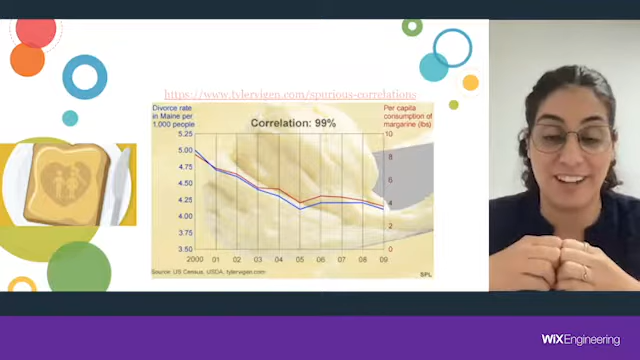 https://www.tylervigen.com/spurious-correlations
Divorce rate
in Maine per
1,000 people
Correlation: 99%
Per capita
consumption of
margarine (lbs)
5.25
5.00
4.75
4.50
4.25
4.00
3.75
3.50
10
8
6
4
2
0
2000 01 02 03 04 05 06 07 08 09
Source: US Census, USDA, tylervigen.com
SPL
WiX Engineering